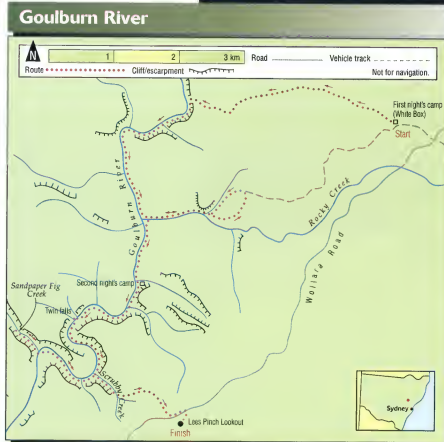 Goulburn River
N
1 2 3 km
Road
Vehicle track
Route
Cliff/escarpment
Not for navigation.
First night's camp
(White Box)
Start
Goulburn River
Rocky Creek
Wollara Road
Second night's camp
Sandpaper Fig
Creek
Twin falls
Scrubby Creek
Lees Pinch Lookout
Finish
Sydney